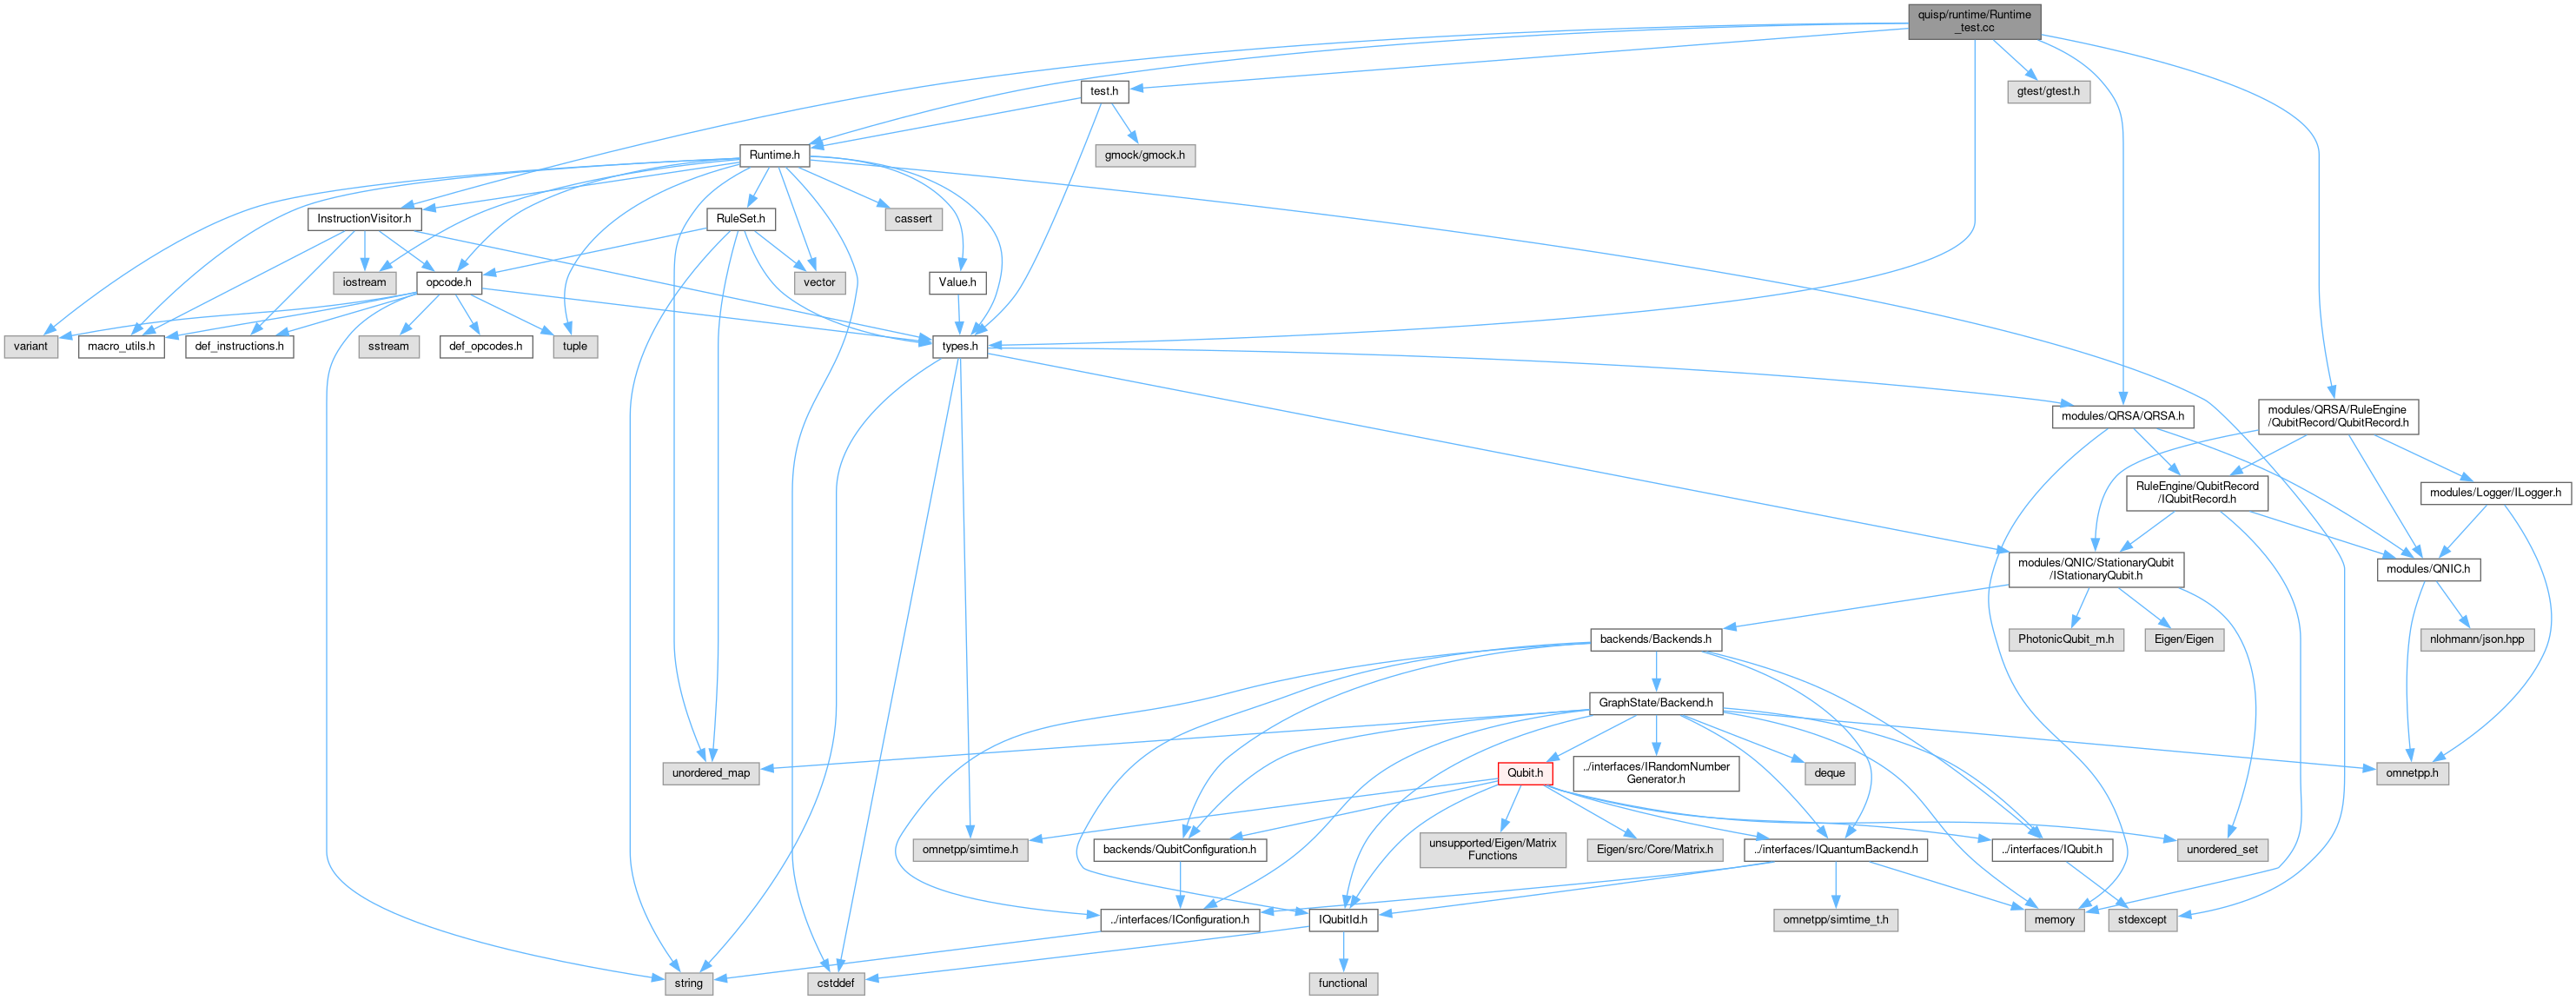 quisp/runtime/Runtime
_test.cc
test.h
gtest/gtest.h
Runtime.h
gmock/gmock.h
InstructionVisitor.h
RuleSet.h
cassert
iostream
opcode.h
vector
Value.h
variant
macro_utils.h
def_instructions.h
sstream
def_opcodes.h
tuple
types.h
modules/QRSA/QRSA.h
modules/QRSA/RuleEngine
/QubitRecord/QubitRecord.h
RuleEngine/QubitRecord
/IQubitRecord.h
modules/Logger/ILogger.h
modules/QNIC/StationaryQubit
/IStationaryQubit.h
modules/QNIC.h
backends/Backends.h
PhotonicQubit_m.h
Eigen/Eigen
nlohmann/json.hpp
GraphState/Backend.h
unordered_map
Qubit.h
../interfaces/IRandomNumber
Generator.h
deque
omnetpp.h
omnetpp/simtime.h
backends/QubitConfiguration.h
unsupported/Eigen/Matrix
Functions
Eigen/src/Core/Matrix.h
../interfaces/IQuantumBackend.h
../interfaces/IQubit.h
unordered_set
../interfaces/IConfiguration.h
IQubitId.h
omnetpp/simtime_t.h
memory
stdexcept
string
cstddef
functional